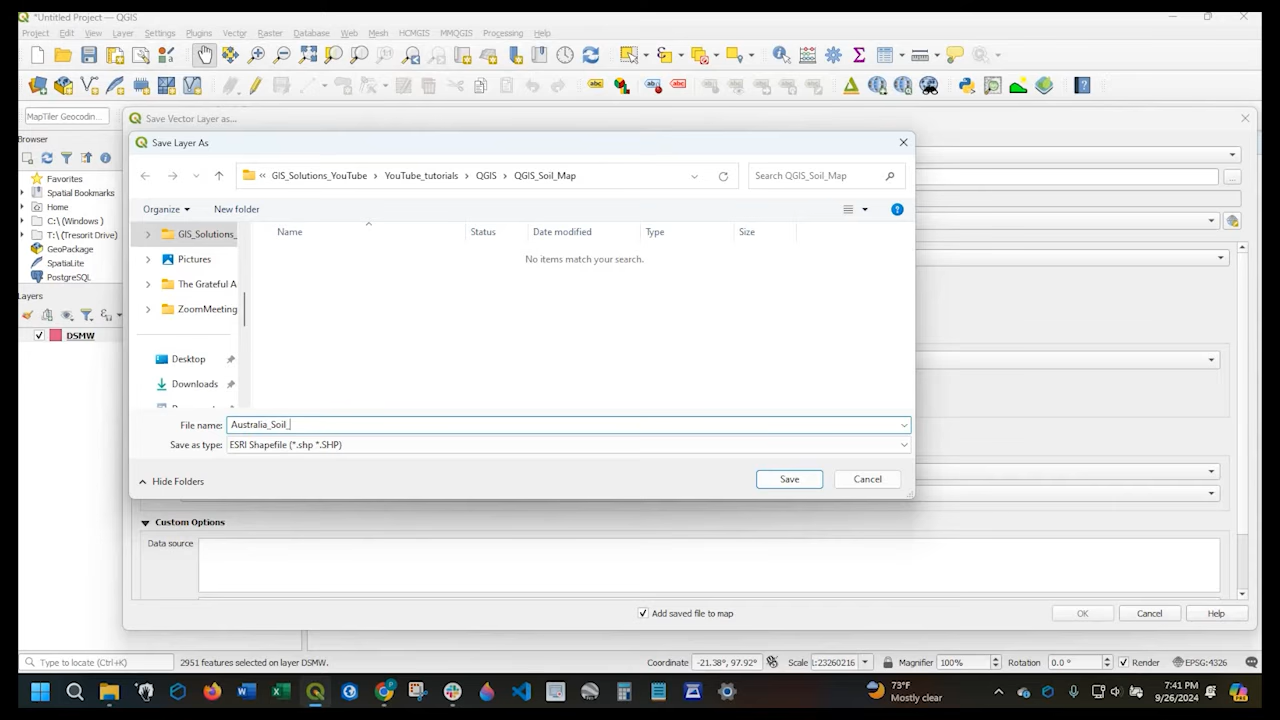 *Untitled Project — QGIS
Project Edit View Layer Settings Plugins Vector Raster Database Web Mesh HCMGIS MMQGIS Processing Help
MapTiler Geocodin...
Save Vector Layer as...
Browser
Favorites
Spatial Bookmarks
Home
C:\ (Windows )
T:\ (Tresorit Drive)
GeoPackage
SpatiaLite
PostgreSQL
Layers
DSMW
Save Layer As
GIS_Solutions_YouTube YouTube_tutorials QGIS QGIS_Soil_Map
Search QGIS_Soil_Map
Organize New folder
Name Status Date modified Type Size
No items match your search.
GIS_Solutions_
Pictures
The Grateful A
ZoomMeeting
Desktop
Downloads
File name: Australia_Soil_
Save as type: ESRI Shapefile (*.shp *.SHP)
Hide Folders Save Cancel
Custom Options
Data source
Add saved file to map OK Cancel Help
Type to locate (Ctrl+K) 2951 features selected on layer DSMW. Coordinate -21.38°, 97.92° Scale L:23260216 Magnifier 100% Rotation 0.0 ° Render EPSG:4326
73°F
Mostly clear
7:41 PM
9/26/2024